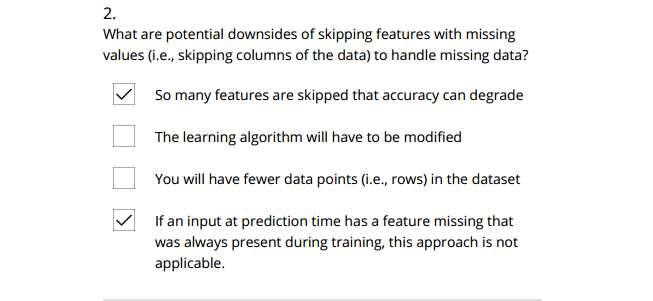 2.
What are potential downsides of skipping features with missing
values (i.e., skipping columns of the data) to handle missing data?
So many features are skipped that accuracy can degrade
The learning algorithm will have to be modified
You will have fewer data points (i.e., rows) in the dataset
If an input at prediction time has a feature missing that
was always present during training, this approach is not
applicable.